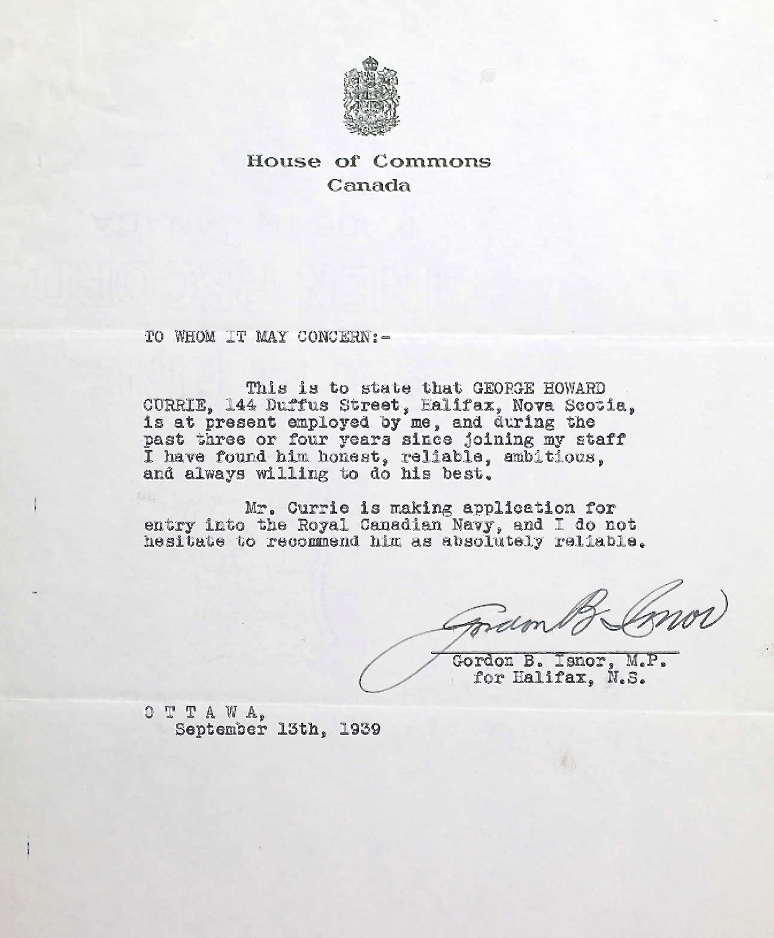 House of Commons
Canada
TO WHOM IT MAY CONCERN:-
This is to state that GEORGE HOWARD
CURRIE, 144 Duffus Street, Halifax, Nova Scotia,
is at present employed by me, and during the
past three or four years since joining my staff
I have found him honest, reliable, ambitious,
and always willing to do his best.
Mr. Currie is making application for
entry into the Royal Canadian Navy, and I do not
hesitate to recommend him as absolutely reliable.
Gordon B. Isnor
Gordon B. Isnor, M.P.
for Halifax, N.S.
O T T A W A,
September 13th, 1939